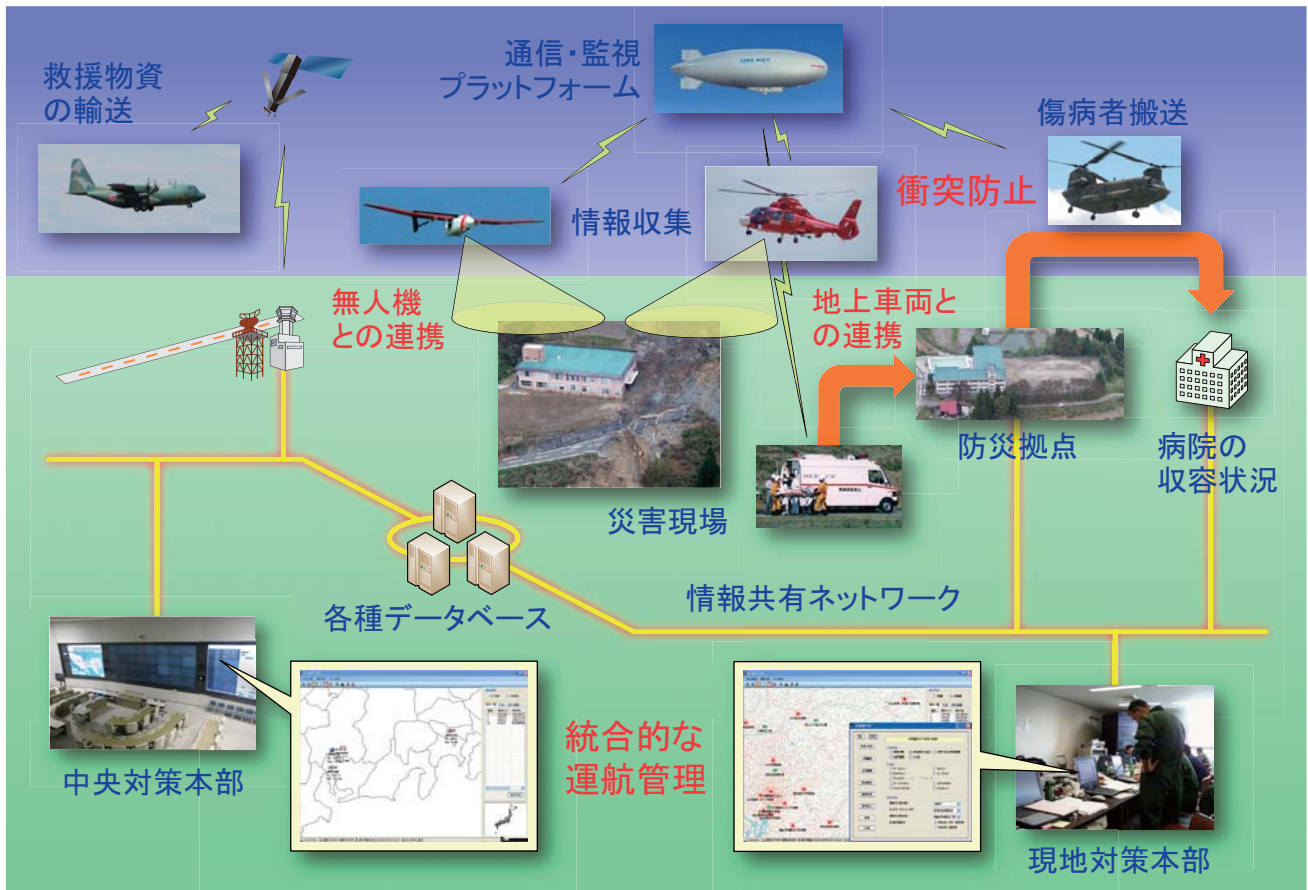 救援物資
の輸送
通信・監視
プラットフォーム
傷病者搬送
情報収集
衝突防止
無人機
との連携
地上車両と
の連携
災害現場
防災拠点
病院の
収容状況
各種データベース
情報共有ネットワーク
中央対策本部
統合的な
運航管理
現地対策本部